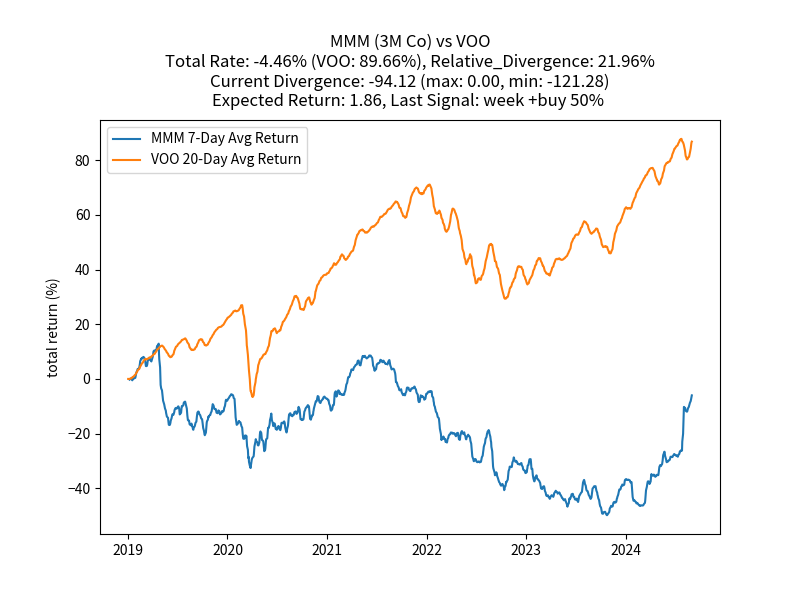 MMM (3M Co) vs VOO
Total Rate: -4.46% (VOO: 89.66%), Relative_Divergence: 21.96%
Current Divergence: -94.12 (max: 0.00, min: -121.28)
Expected Return: 1.86, Last Signal: week +buy 50%
MMM 7-Day Avg Return
VOO 20-Day Avg Return
total return (%)
80
60
40
20
0
−20
−40
2019
2020
2021
2022
2023
2024